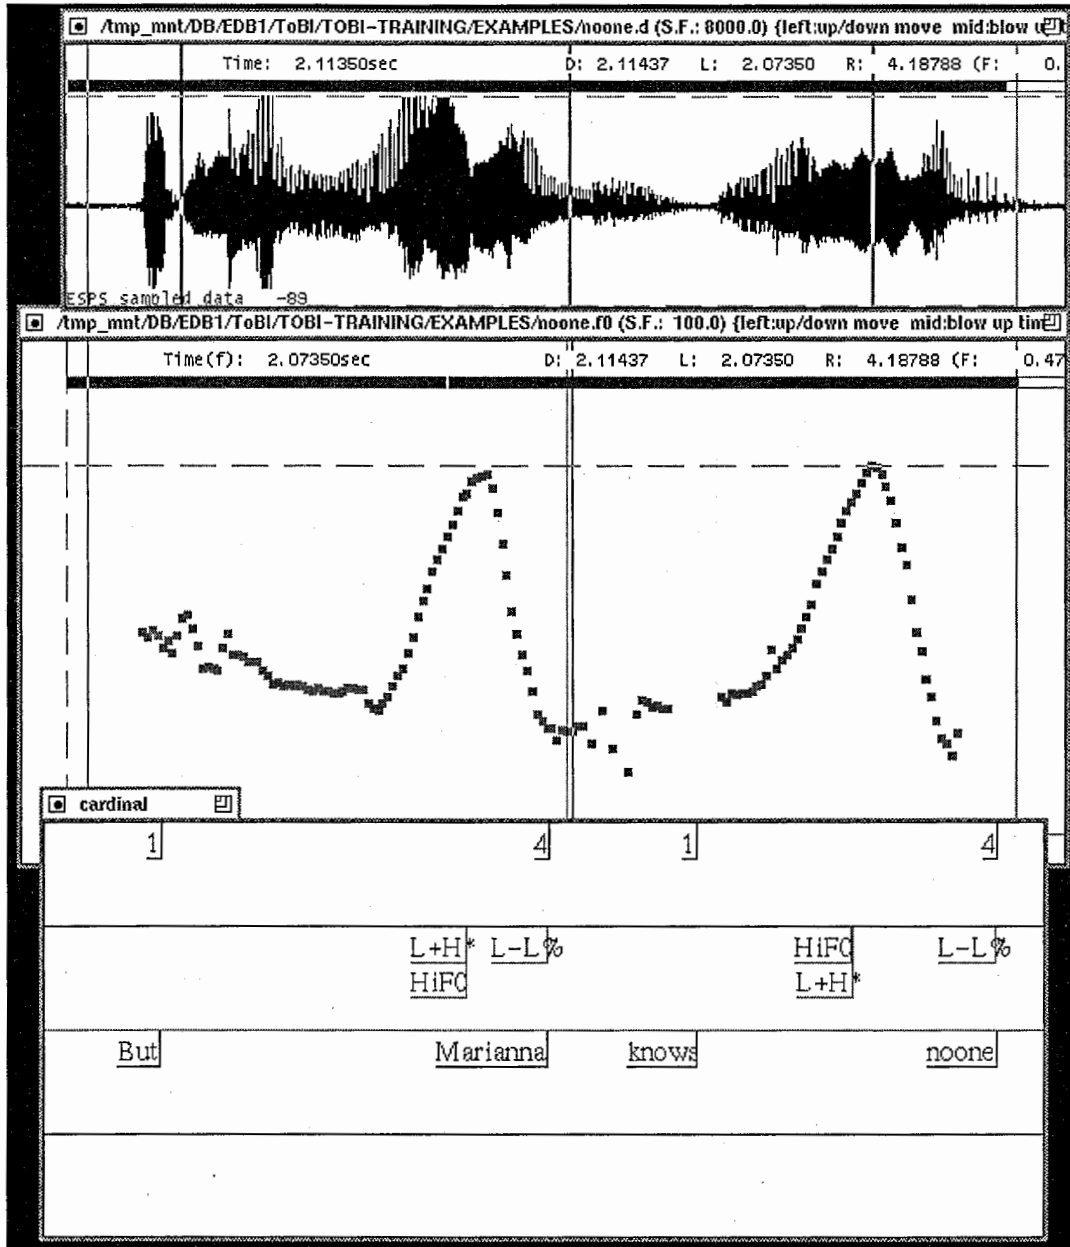 /tmp_mnt/DB/EDB1/ToBI/TOBI-TRAINING/EXAMPLES/noone.d (S.F.: 8000.0) {left:up/down move mid:blow
Time: 2.11350sec D: 2.11437 L: 2.07350 R: 4.18788 (F: 0.
ESPS sampled data -89
/tmp_mnt/DB/EDB1/ToBI/TOBI-TRAINING/EXAMPLES/noone.f0 (S.F.: 100.0) {left:up/down move mid:blow up tim
Time(f): 2.07350sec D: 2.11437 L: 2.07350 R: 4.18788 (F: 0.47
cardinal
1 4 1 4
L+H* L-L% HiF0 L-L%
HiF0 L+H*
But Marianna knows noone